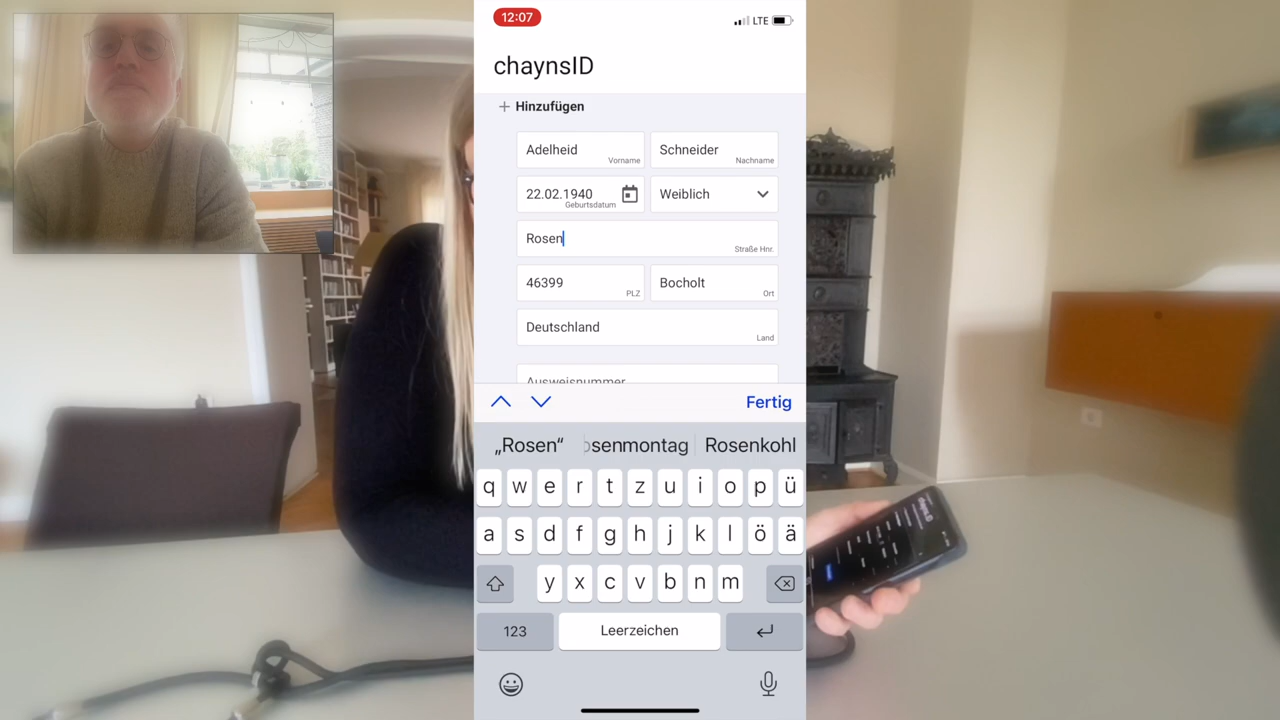 12:07
LTE
chaynsID
+ Hinzufügen
Adelheid
Vorname
Schneider
Nachname
22.02.1940
Geburtsdatum
Weiblich
Rosen
Straße Hnr.
46399
PLZ
Bocholt
Ort
Deutschland
Land
Ausweisnummer
Fertig
„Rosen“ osenmontag Rosenkohl
q w e r t z u i o p ü
a s d f g h j k l ö ä
y x c v b n m
123 Leerzeichen